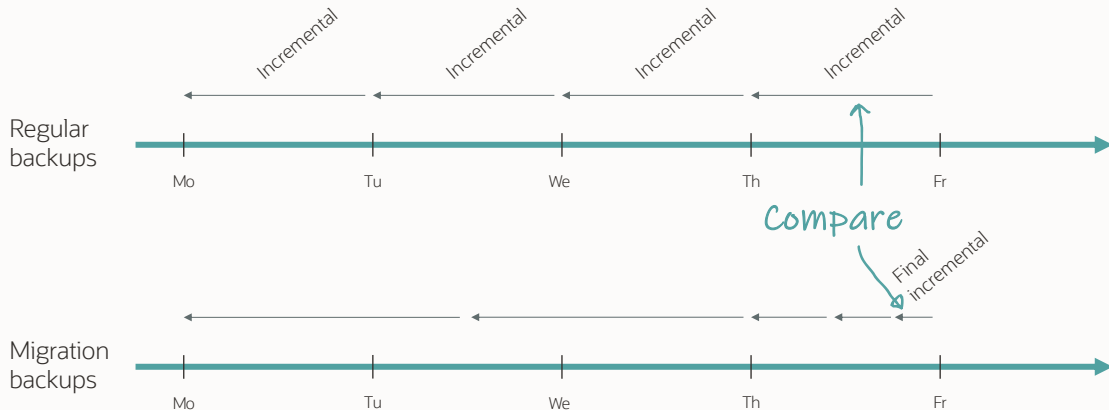 Incremental
Incremental
Incremental
Incremental
Regular
backups
Mo
Tu
We
Th
Fr
Compare
Final
incremental
Migration
backups
Mo
Tu
We
Th
Fr